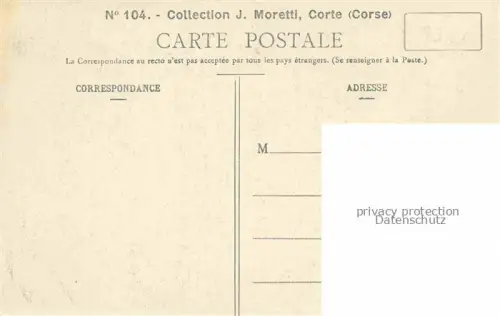 Nº 104. - Collection J. Moretti, Corte (Corse)
CARTE POSTALE
La Correspondance au recto n'est pas acceptée par tous les pays étrangers. (Se renseigner à la Poste.)
CORRESPONDANCE
ADRESSE
M
privacy protection
Datenschutz